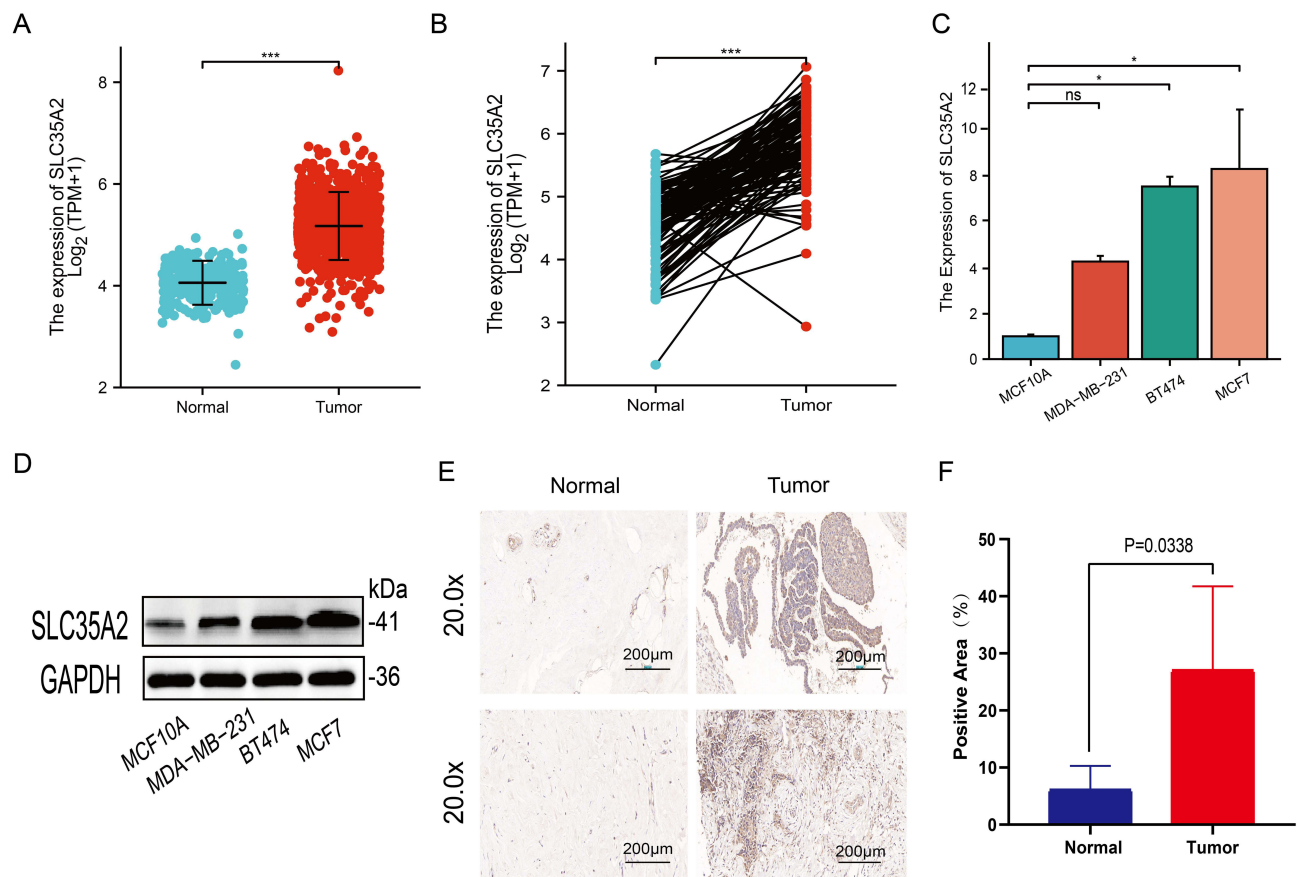 A
The expression of SLC35A2
Log2 (TPM+1)
8
6
4
2
***
Normal
Tumor
B
The expression of SLC35A2
Log2 (TPM+1)
7
6
5
4
3
2
***
Normal
Tumor
C
The Expression of SLC35A2
12
10
8
6
4
2
0
*
*
ns
MCF10A
MDA−MB−231
BT474
MCF7
D
kDa
SLC35A2
-41
GAPDH
-36
MCF10A
MDA−MB−231
BT474
MCF7
E
Normal
Tumor
20.0x
200μm
200μm
20.0x
200μm
200μm
F
Positive Area (%)
50
40
30
20
10
0
P=0.0338
Normal
Tumor